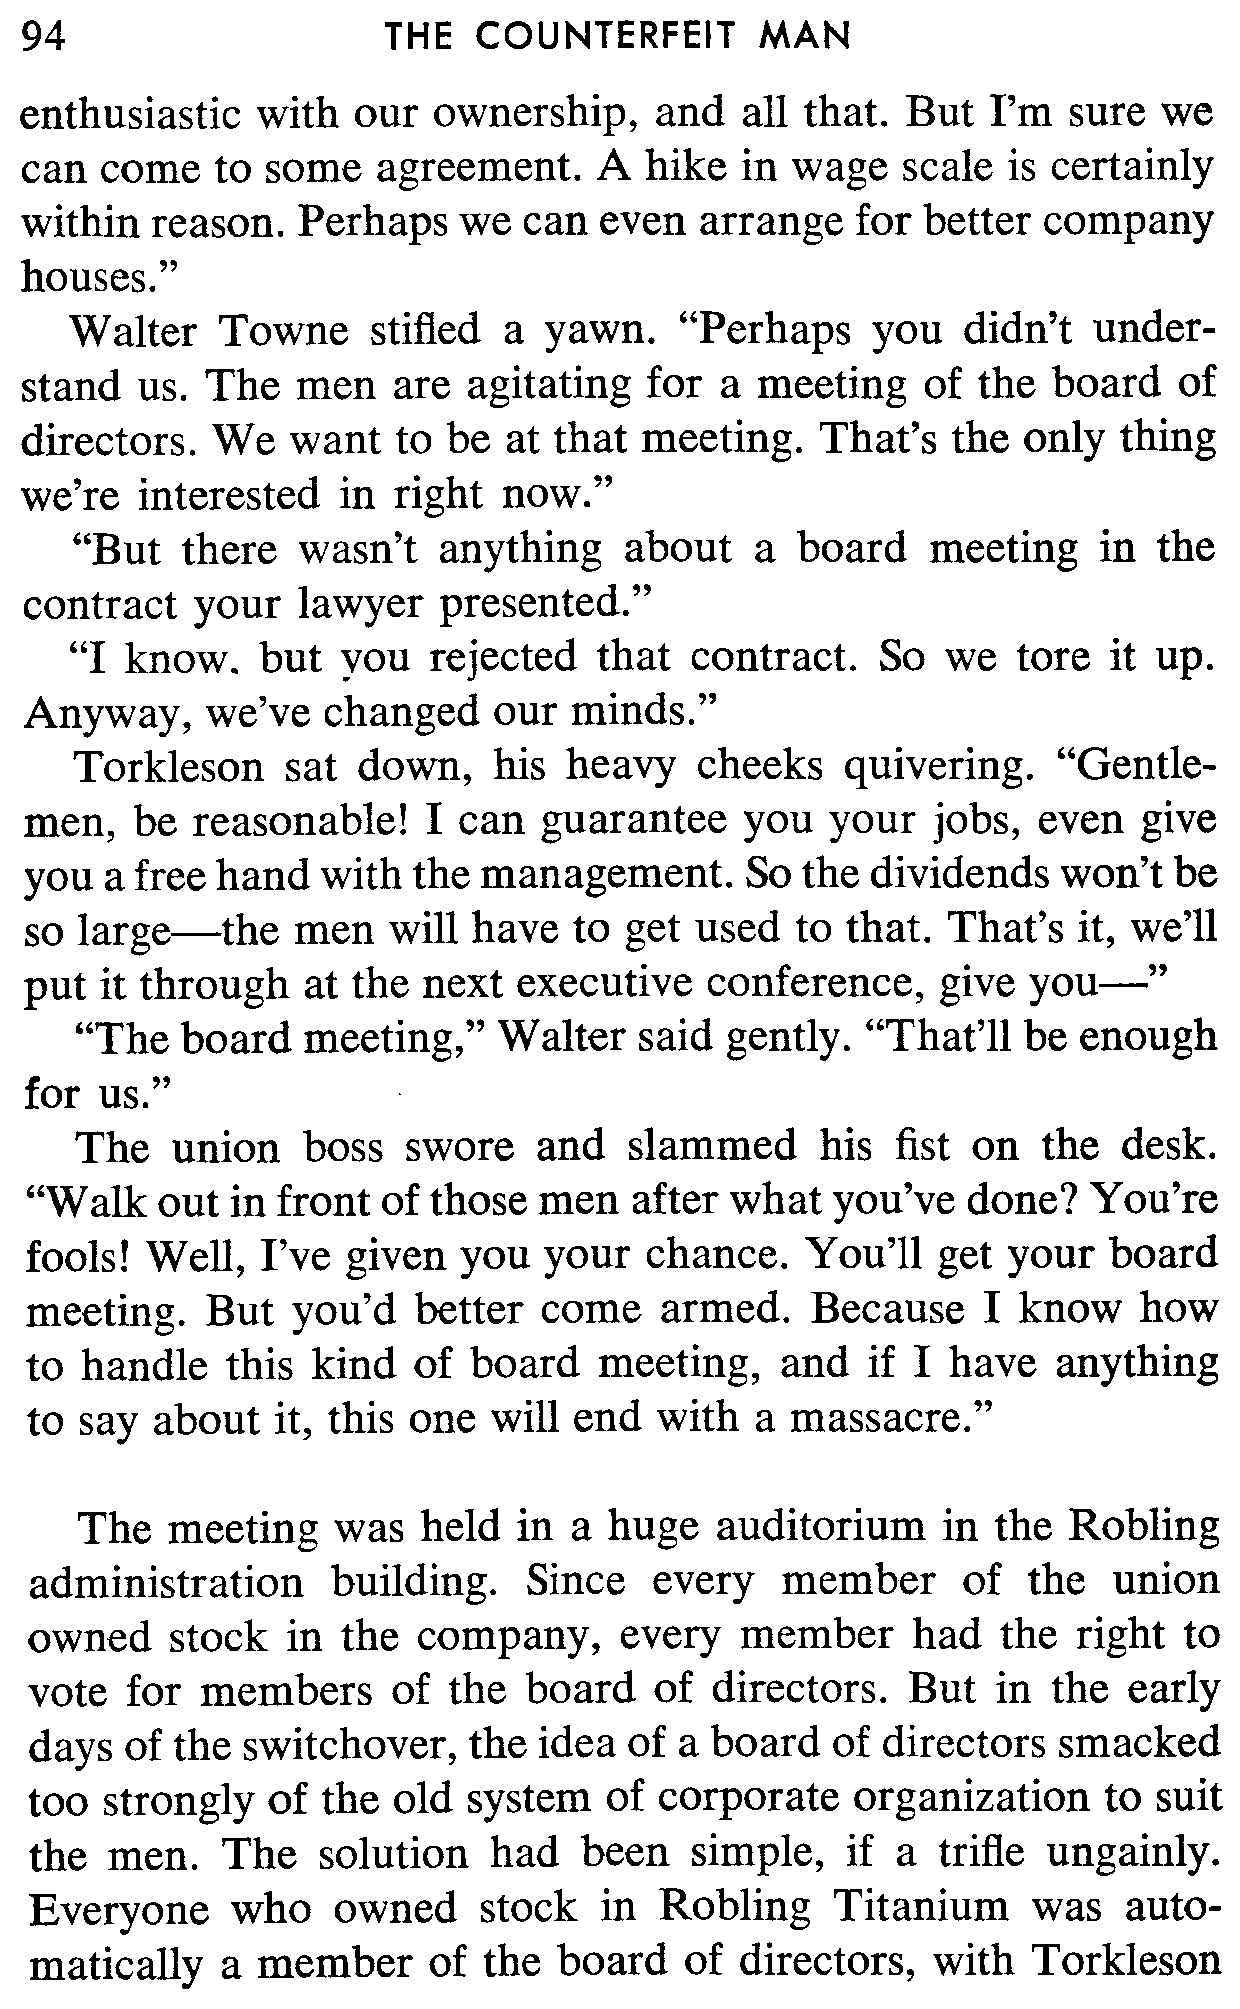 94 THE COUNTERFEIT MAN
enthusiastic with our ownership, and all that. But I’m sure we
can come to some agreement. A hike in wage scale is certainly
within reason. Perhaps we can even arrange for better company
houses.”
Walter Towne stifled a yawn. “Perhaps you didn’t under-
stand us. The men are agitating for a meeting of the board of
directors. We want to be at that meeting. That’s the only thing
we’re interested in right now.”
“But there wasn’t anything about a board meeting in the
contract your lawyer presented.”
“I know. but you rejected that contract. So we tore it up.
Anyway, we’ve changed our minds.”
Torkleson sat down, his heavy cheeks quivering. “Gentle-
men, be reasonable! I can guarantee you your jobs, even give
you a free hand with the management. So the dividends won’t be
so large—the men will have to get used to that. That’s it, we’ll
put it through at the next executive conference, give you—”
“The board meeting,” Walter said gently. “That’ll be enough
for us.”
The union boss swore and slammed his fist on the desk.
“Walk out in front of those men after what you’ve done? You’re
fools! Well, I’ve given you your chance. You’ll get your board
meeting. But you’d better come armed. Because I know how
to handle this kind of board meeting, and if I have anything
to say about it, this one will end with a massacre.”
The meeting was held in a huge auditorium in the Robling
administration building. Since every member of the union
owned stock in the company, every member had the right to
vote for members of the board of directors. But in the early
days of the switchover, the idea of a board of directors smacked
too strongly of the old system of corporate organization to suit
the men. The solution had been simple, if a trifle ungainly.
Everyone who owned stock in Robling Titanium was auto-
matically a member of the board of directors, with Torkleson